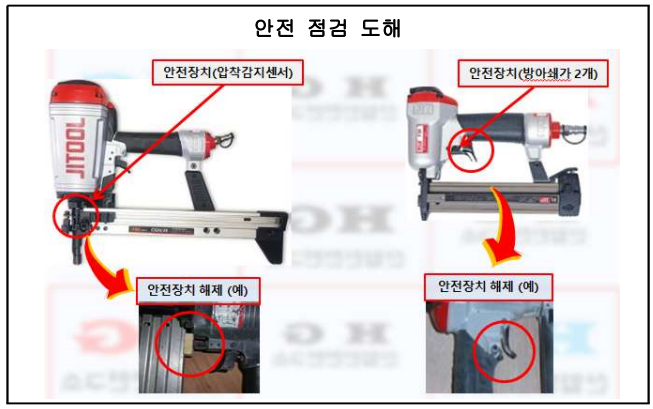 안전 점검 도해
안전장치(압착감지센서)
안전장치(방아쇠가 2개)
JITOOL
안전장치 해제 (예)
안전장치 해제 (예)